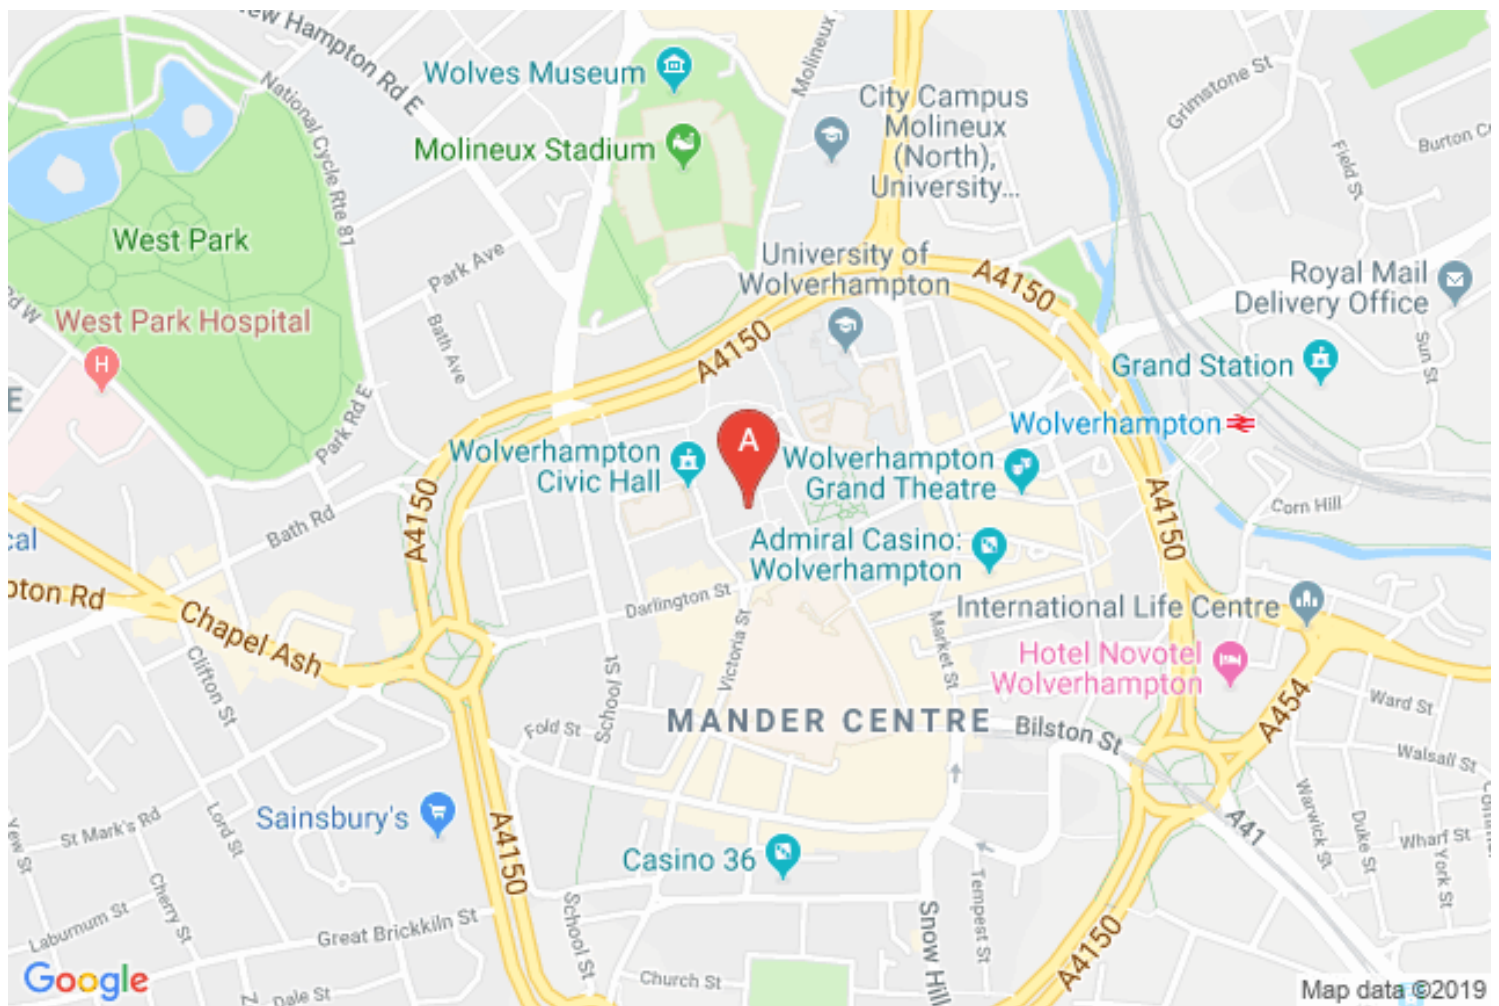 New Hampton Rd E
Wolves Museum
Molineux Stadium
Molineux
City Campus
Molineux
(North),
University...
Grimstone St
Field St
National Cycle Rte 81
West Park
Park Ave
Bath Ave
University of
Wolverhampton
A4150
A4150
Royal Mail
Delivery Office
Sun St
Rd W
West Park Hospital
H
E
Park Rd E
Grand Station
Wolverhampton
Wolverhampton
Civic Hall
A
Wolverhampton
Grand Theatre
A4150
A4150
Bath Rd
Corn Hill
Admiral Casino:
Wolverhampton
cal
pton Rd
Chapel Ash
Darlington St
Victoria St
Market St
International Life Centre
Hotel Novotel
Wolverhampton
Clifton St
School St
Fold St
MANDER CENTRE
Bilston St
A454
Ward St
Walsall St
Sainsbury's
St Mark's Rd
Lord St
A4150
A41
Warwick St
Duke St
Wharf St
York St
Yew St
Casino 36
Cherry St
Laburnum St
Great Brickkiln St
School St
Tempest St
Snow Hill
A4150
Church St
Dale St
Google
Map data ©2019